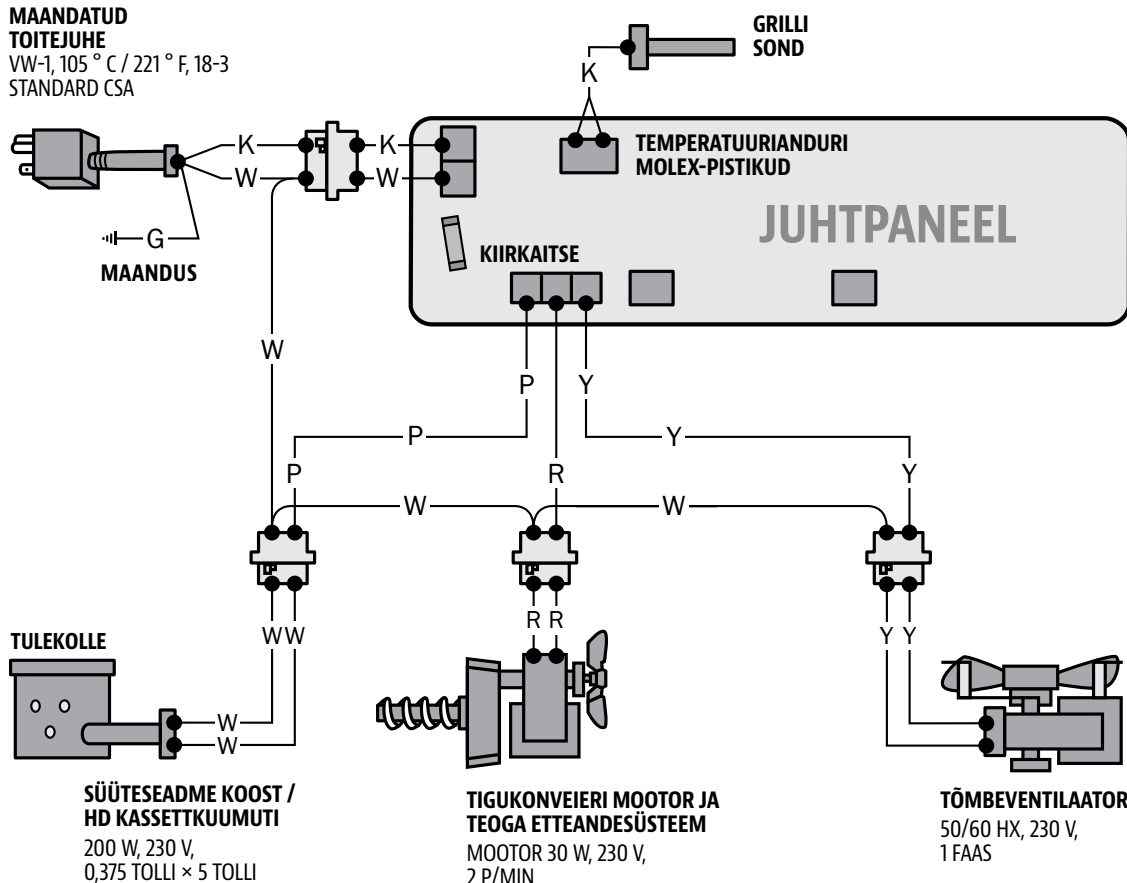 MAANDATUD
TOITEJUHE
VW-1, 105 ° C / 221 ° F, 18-3
STANDARD CSA
GRILLI
SOND
K
K
K
W
W
TEMPERATUURIANDURI
MOLEX-PISTIKUD
JUHTPANEEL
G
MAANDUS
KIIRKAITSE
W
P
Y
P
Y
P
R
Y
W
W
R R
W W
Y Y
TULEKOLLE
W
W
SÜÜTESEADME KOOST /
HD KASSETTKUUMUTI
200 W, 230 V,
0,375 TOLLI × 5 TOLLI
TIGUKONVEIERI MOOTOR JA
TEOGA ETTEANDESÜSTEEM
MOOTOR 30 W, 230 V,
2 P/MIN
TÕMBEVENTILAATOR
50/60 HX, 230 V,
1 FAAS